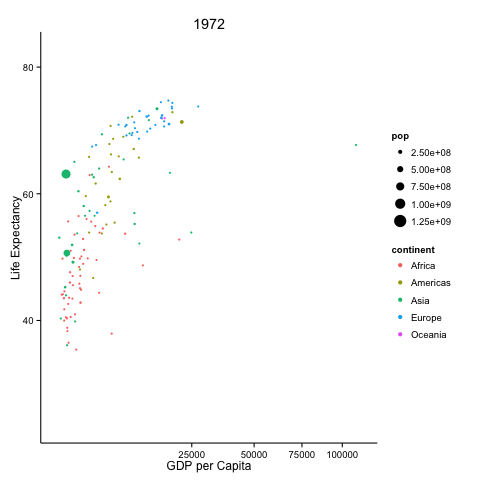 1972
80
60
40
Life Expectancy
25000 50000 75000 100000
GDP per Capita
pop
2.50e+08
5.00e+08
7.50e+08
1.00e+09
1.25e+09
continent
Africa
Americas
Asia
Europe
Oceania